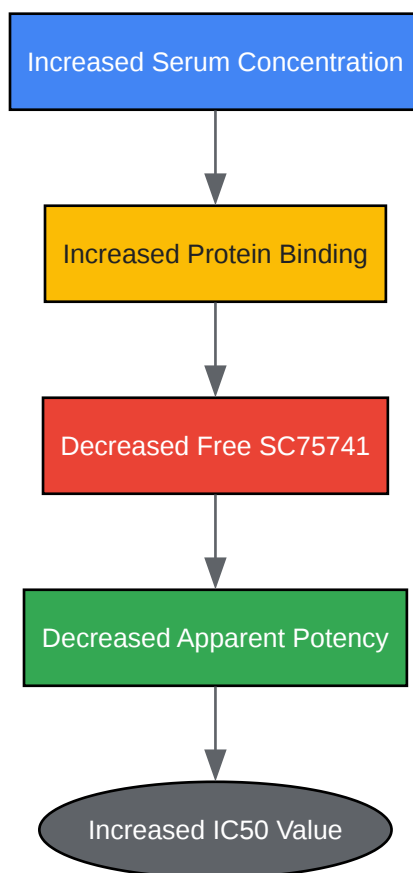 Increased Serum Concentration
Increased Protein Binding
Decreased Free SC75741
Decreased Apparent Potency
Increased IC50 Value